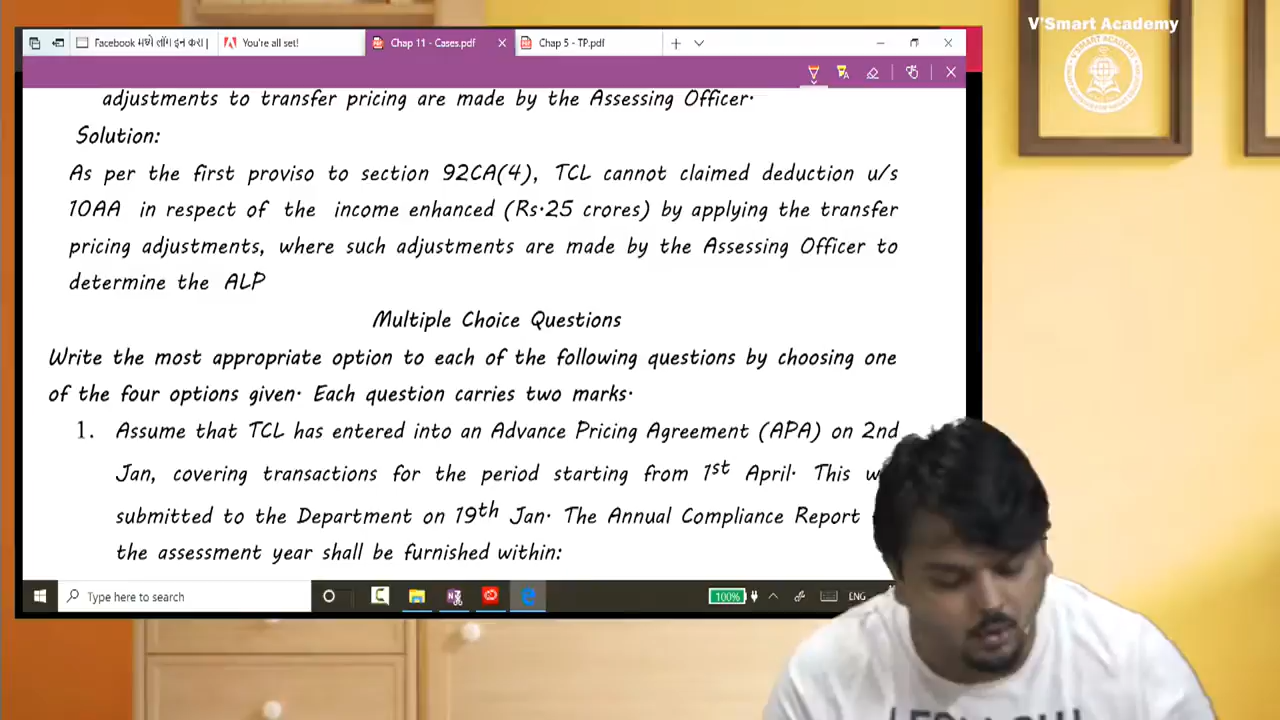 V'Smart Academy
Facebook मध्ये लॉग इन करा |
You're all set!
Chap 11 - Cases.pdf
Chap 5 - TP.pdf
adjustments to transfer pricing are made by the Assessing Officer.
Solution:
As per the first proviso to section 92CA(4), TCL cannot claimed deduction u/s
10AA in respect of the income enhanced (Rs.25 crores) by applying the transfer
pricing adjustments, where such adjustments are made by the Assessing Officer to
determine the ALP
Multiple Choice Questions
Write the most appropriate option to each of the following questions by choosing one
of the four options given. Each question carries two marks.
1. Assume that TCL has entered into an Advance Pricing Agreement (APA) on 2nd
Jan, covering transactions for the period starting from 1st April. This
submitted to the Department on 19th Jan. The Annual Compliance Report
the assessment year shall be furnished within:
Type here to search
100%
ENG